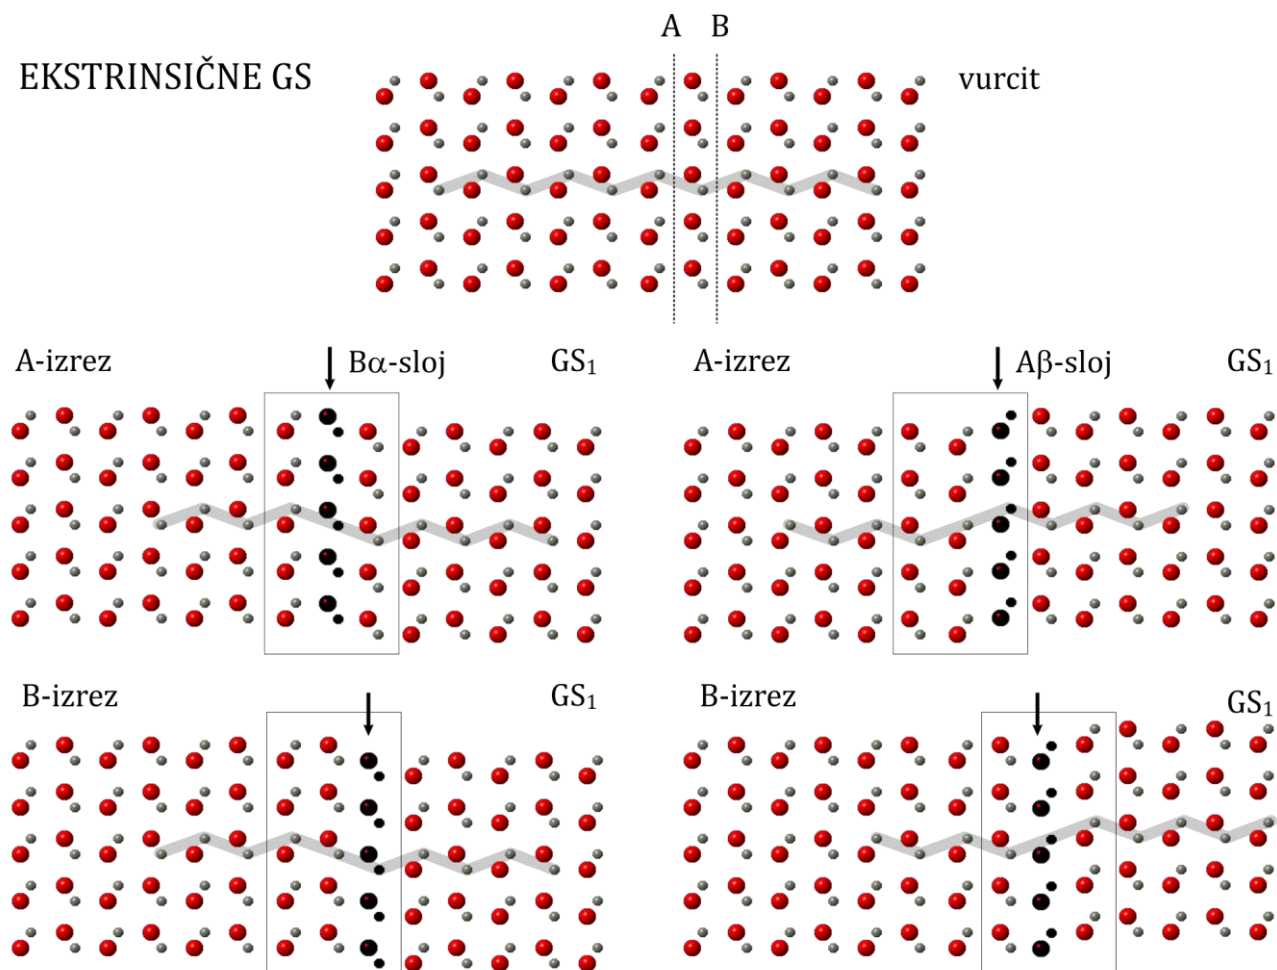 A B
EKSTRINSIČNE GS
vurcit
A-izrez
Bα-sloj
GS₁
A-izrez
Aβ-sloj
GS₁
B-izrez
GS₁
B-izrez
GS₁